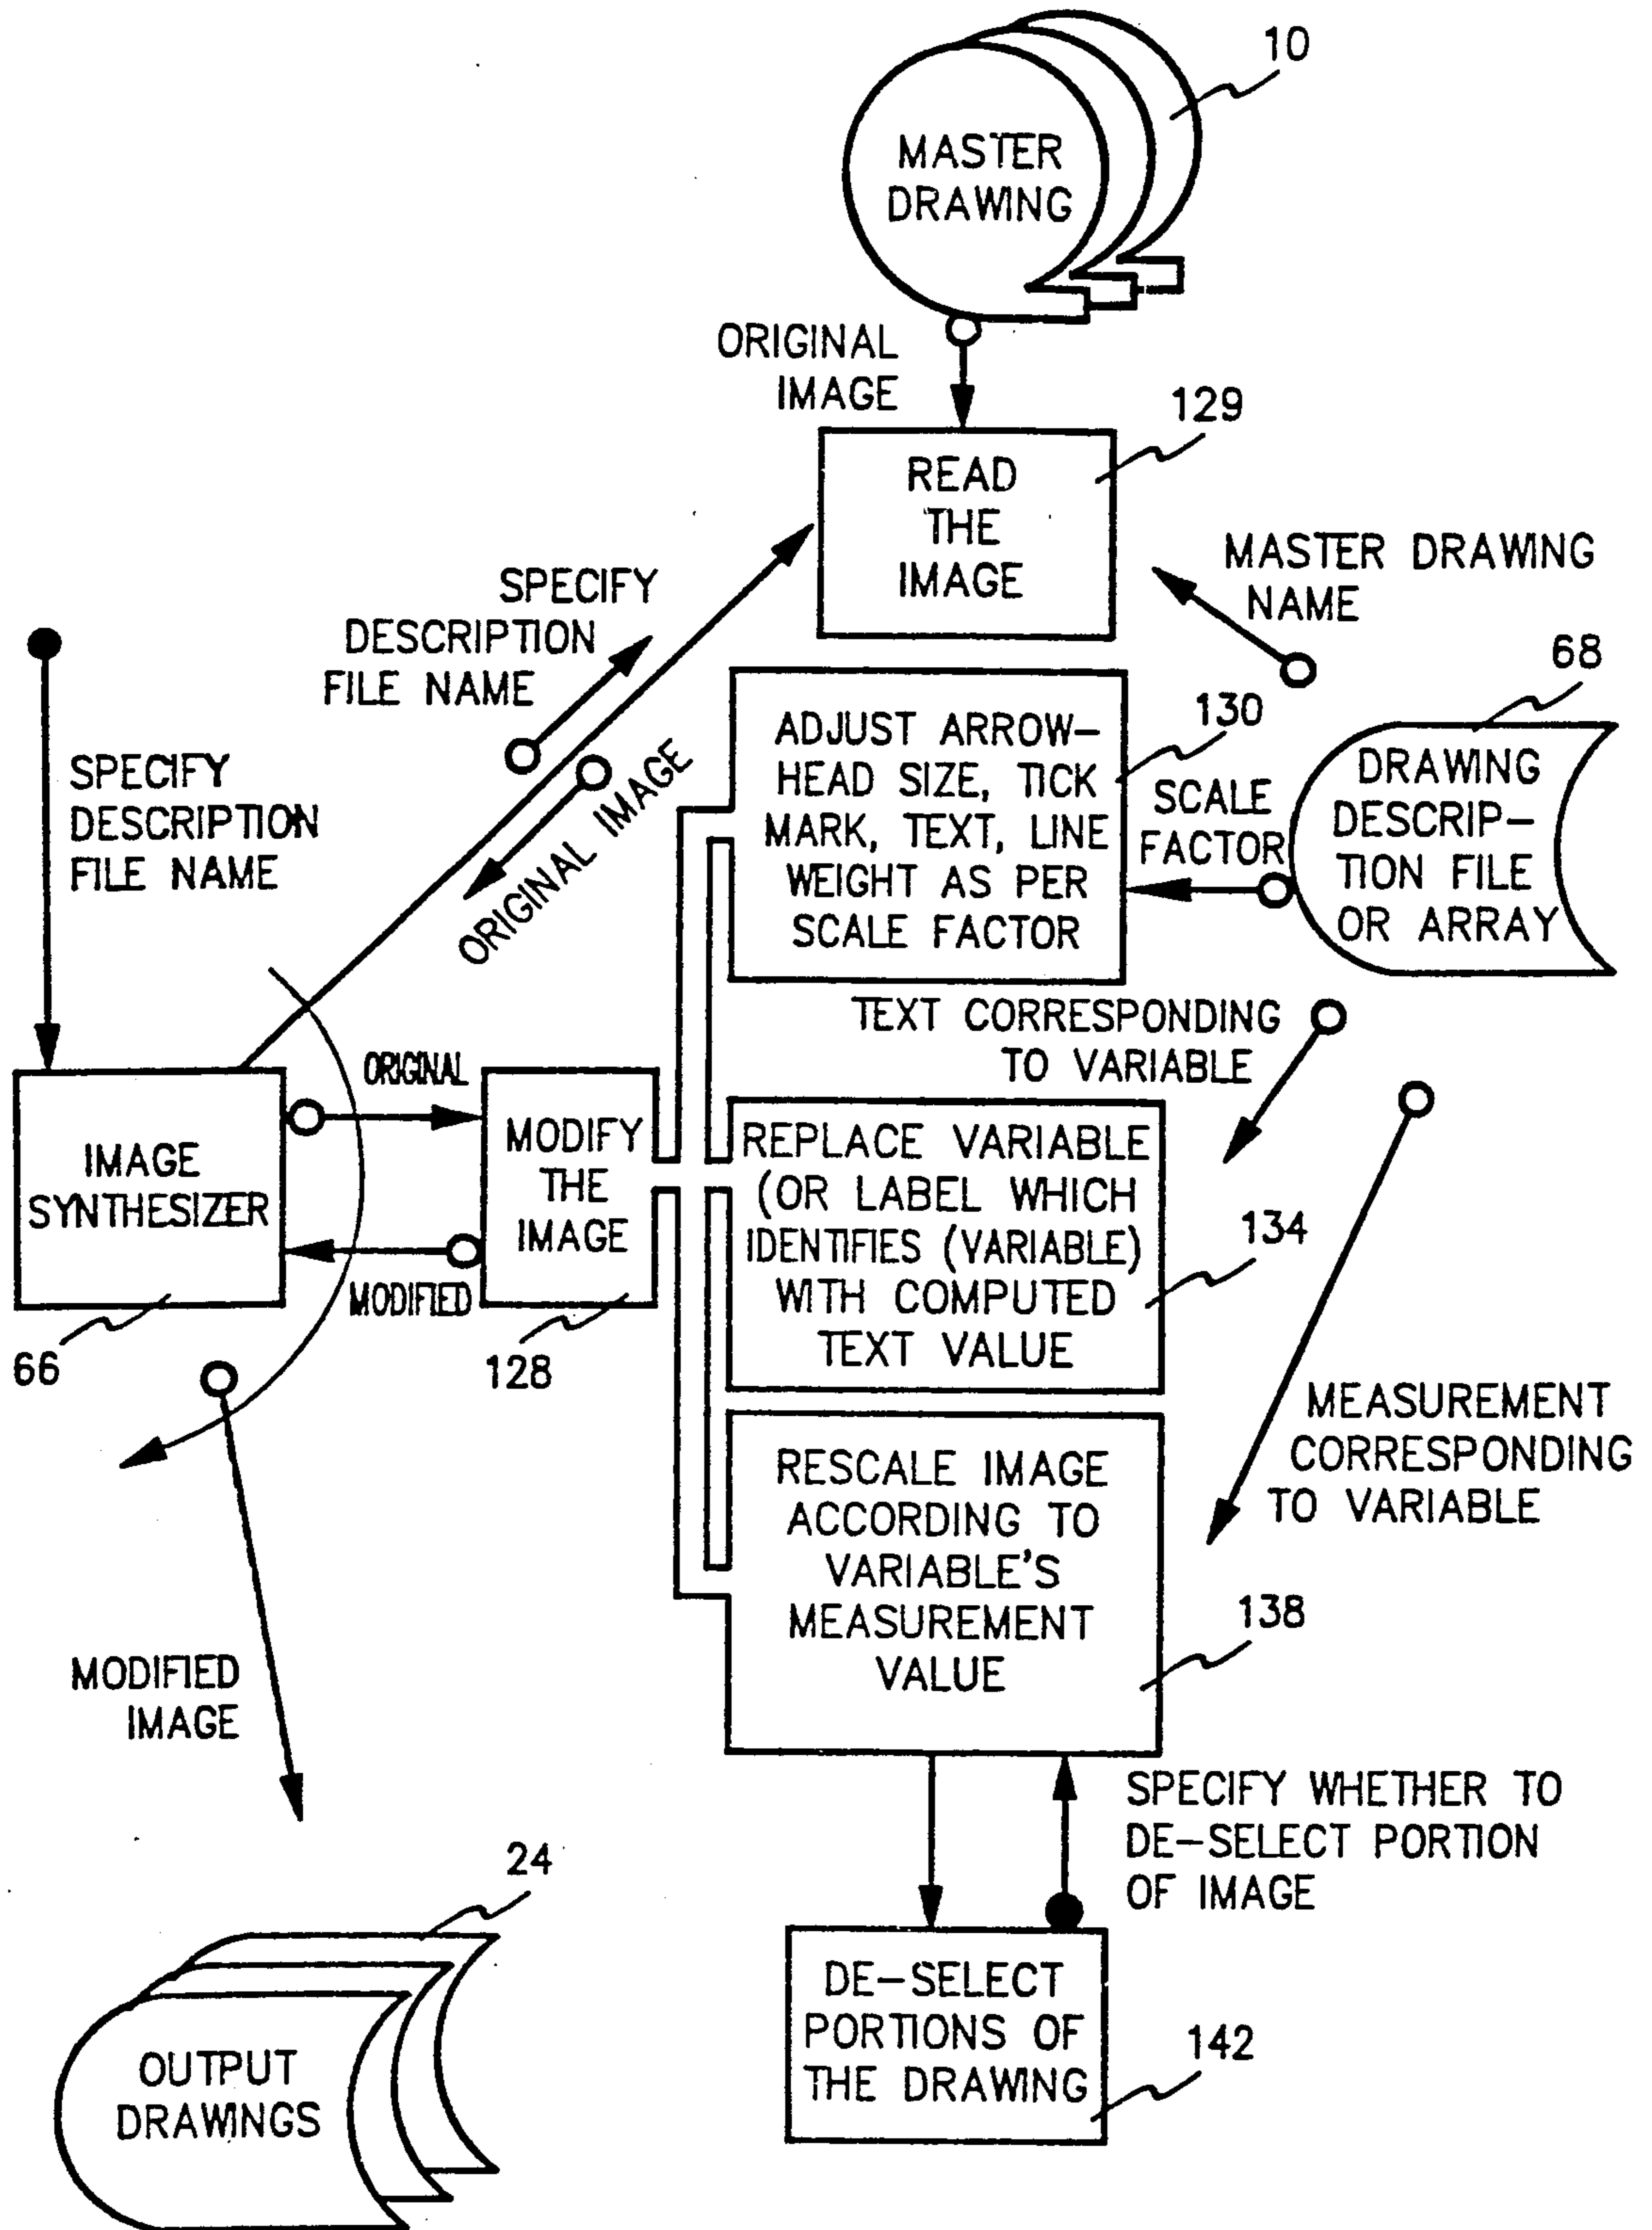 10
MASTER
DRAWING
ORIGINAL
IMAGE
129
READ
THE
IMAGE
MASTER DRAWING
NAME
SPECIFY
DESCRIPTION
FILE NAME
ORIGINAL IMAGE
68
130
ADJUST ARROW-
HEAD SIZE, TICK
MARK, TEXT, LINE
WEIGHT AS PER
SCALE FACTOR
SCALE
FACTOR
DRAWING
DESCRIP-
TION FILE
OR ARRAY
SPECIFY
DESCRIPTION
FILE NAME
TEXT CORRESPONDING
TO VARIABLE
ORIGINAL
IMAGE
SYNTHESIZER
MODIFY
THE
IMAGE
MODIFIED
66
128
REPLACE VARIABLE
(OR LABEL WHICH
IDENTIFIES (VARIABLE)
WITH COMPUTED
TEXT VALUE
134
MEASUREMENT
CORRESPONDING
TO VARIABLE
RESCALE IMAGE
ACCORDING TO
VARIABLE'S
MEASUREMENT
VALUE
138
MODIFIED
IMAGE
SPECIFY WHETHER TO
DE-SELECT PORTION
OF IMAGE
24
OUTPUT
DRAWINGS
DE-SELECT
PORTIONS OF
THE DRAWING
142